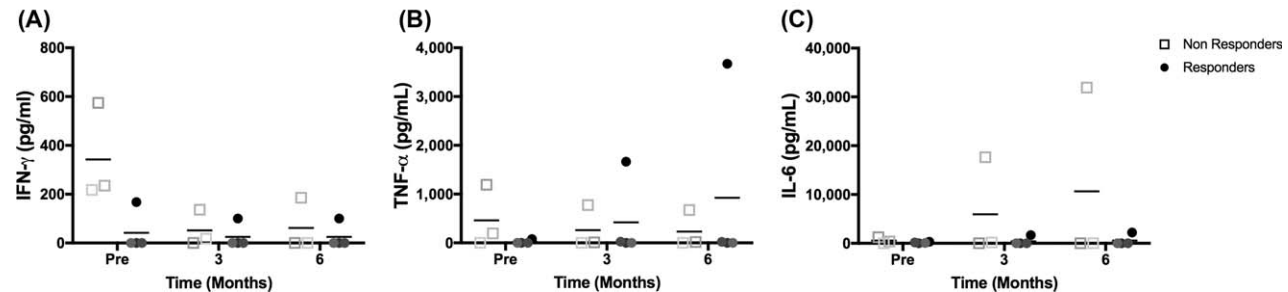 (A)
800
600
400
200
0
IFN-γ (pg/ml)
Pre
3
6
Time (Months)
(B)
4,000
3,000
2,000
1,000
0
TNF-α (pg/mL)
Pre
3
6
Time (Months)
(C)
40,000
30,000
20,000
10,000
0
IL-6 (pg/mL)
Pre
3
6
Time (Months)
Non Responders
Responders